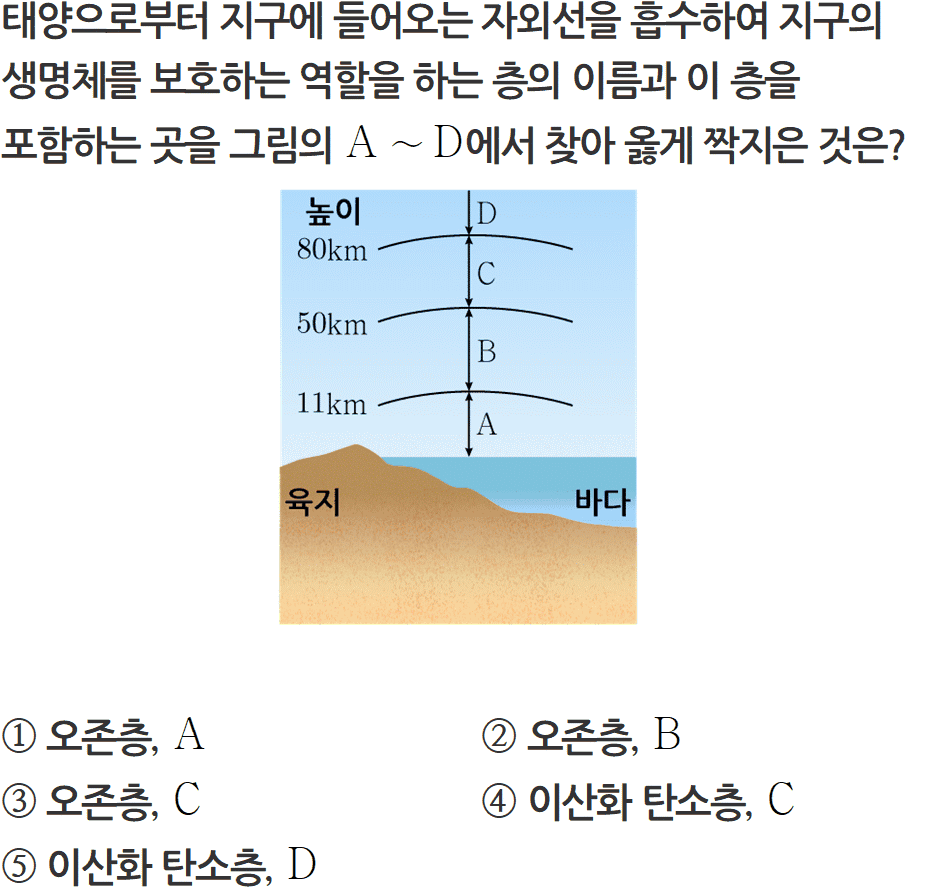 태양으로부터 지구에 들어오는 자외선을 흡수하여 지구의
생명체를 보호하는 역할을 하는 층의 이름과 이 층을
포함하는 곳을 그림의 A ~ D에서 찾아 옳게 짝지은 것은?
높이
D
80km
C
50km
B
11km
A
육지
바다
① 오존층, A
② 오존층, B
③ 오존층, C
④ 이산화 탄소층, C
⑤ 이산화 탄소층, D